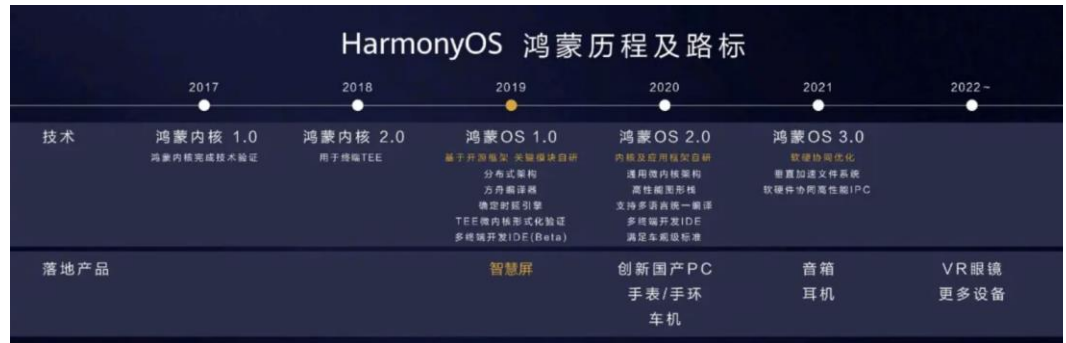 HarmonyOS 鸿蒙历程及路标
2017
2018
2019
2020
2021
2022~
技术
鸿蒙内核 1.0
鸿蒙内核完成技术验证
鸿蒙内核 2.0
用于终端TEE
鸿蒙OS 1.0
基于开源框架 关键模块自研
分布式架构
方舟编译器
确定时延引擎
TEE微内核形式化验证
多终端开发IDE(Beta)
鸿蒙OS 2.0
内核及应用框架自研
通用微内核架构
高性能图形栈
支持多语言统一编译
多终端开发IDE
满足车规级标准
鸿蒙OS 3.0
软硬协同优化
垂直加速文件系统
软硬件协同高性能IPC
落地产品
智慧屏
创新国产PC
手表/手环
车机
音箱
耳机
VR眼镜
更多设备